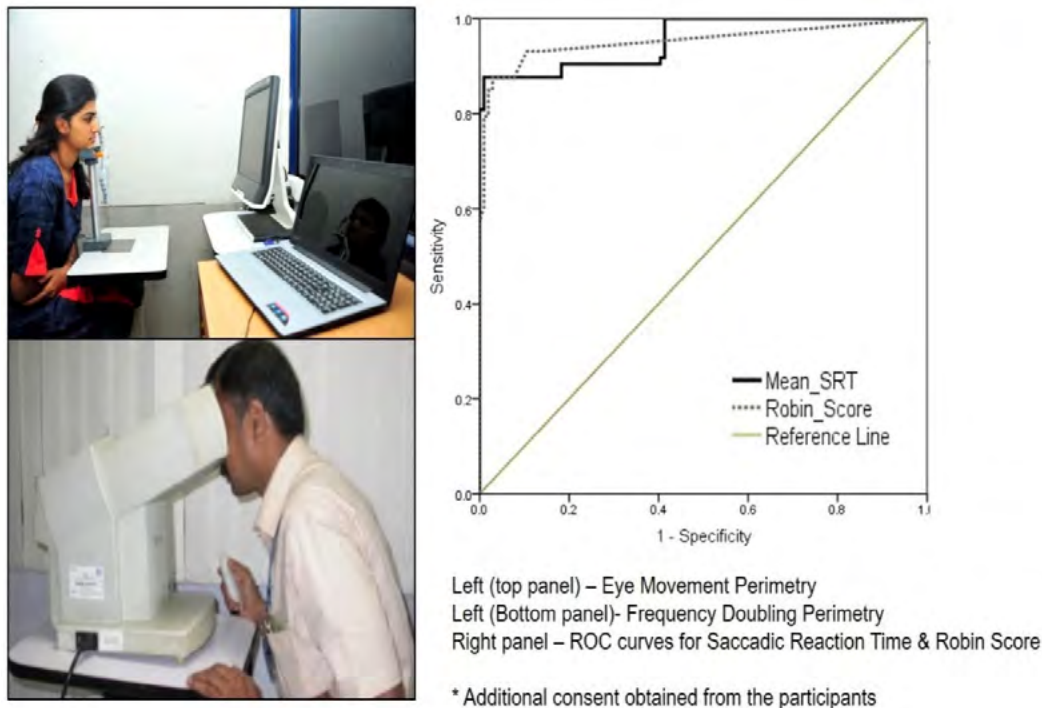 1.0
0.8
0.6
0.4
0.2
0.0
Sensitivity
Mean_SRT
Robin_Score
Reference Line
0.0 0.2 0.4 0.6 0.8 1.0
1 - Specificity
Left (top panel) – Eye Movement Perimetry
Left (Bottom panel)- Frequency Doubling Perimetry
Right panel – ROC curves for Saccadic Reaction Time & Robin Score
* Additional consent obtained from the participants